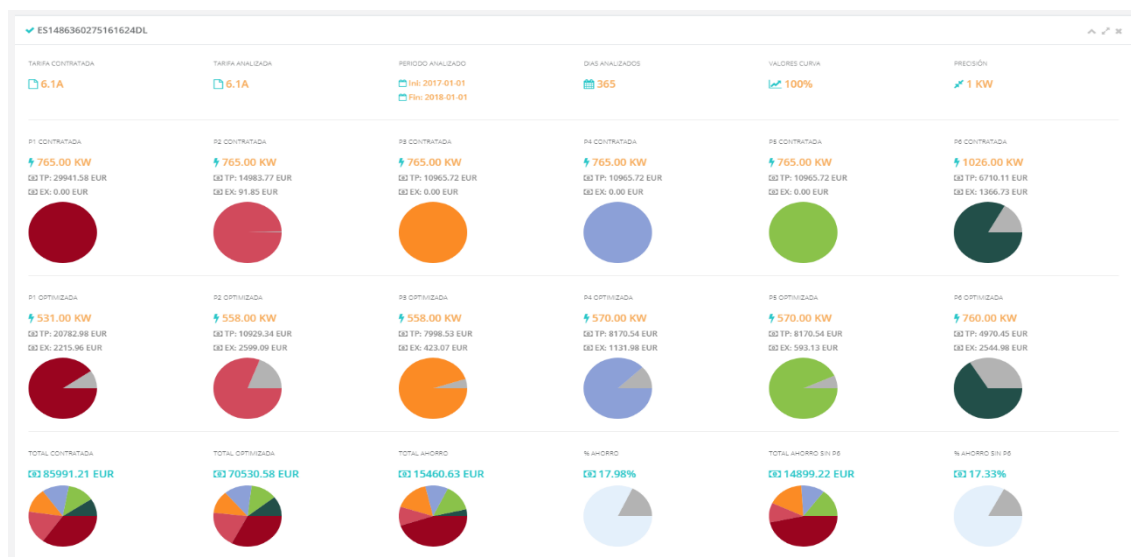 ES1486360275161624DL
TARIFA CONTRATADA TARIFA ANALIZADA PERIODO ANALIZADO DIAS ANALIZADOS VALORES CURVA PRECISIÓN
6.1A 6.1A Ini: 2017-01-01 365 100% 1 KW
Fin: 2018-01-01
P1 CONTRATADA P2 CONTRATADA P3 CONTRATADA P4 CONTRATADA P5 CONTRATADA P6 CONTRATADA
765.00 KW 765.00 KW 765.00 KW 765.00 KW 765.00 KW 1026.00 KW
TP: 29941.58 EUR TP: 14983.77 EUR TP: 10965.72 EUR TP: 10965.72 EUR TP: 10965.72 EUR TP: 6710.11 EUR
EX: 0.00 EUR EX: 91.85 EUR EX: 0.00 EUR EX: 0.00 EUR EX: 0.00 EUR EX: 1366.73 EUR
P1 OPTIMIZADA P2 OPTIMIZADA P3 OPTIMIZADA P4 OPTIMIZADA P5 OPTIMIZADA P6 OPTIMIZADA
531.00 KW 558.00 KW 558.00 KW 570.00 KW 570.00 KW 760.00 KW
TP: 20782.98 EUR TP: 10929.34 EUR TP: 7998.53 EUR TP: 8170.54 EUR TP: 8170.54 EUR TP: 4970.45 EUR
EX: 2215.96 EUR EX: 2599.09 EUR EX: 423.07 EUR EX: 1131.98 EUR EX: 593.13 EUR EX: 2544.98 EUR
TOTAL CONTRATADA TOTAL OPTIMIZADA TOTAL AHORRO % AHORRO TOTAL AHORRO SIN P6 % AHORRO SIN P6
85991.21 EUR 70530.58 EUR 15460.63 EUR 17.98% 14899.22 EUR 17.33%